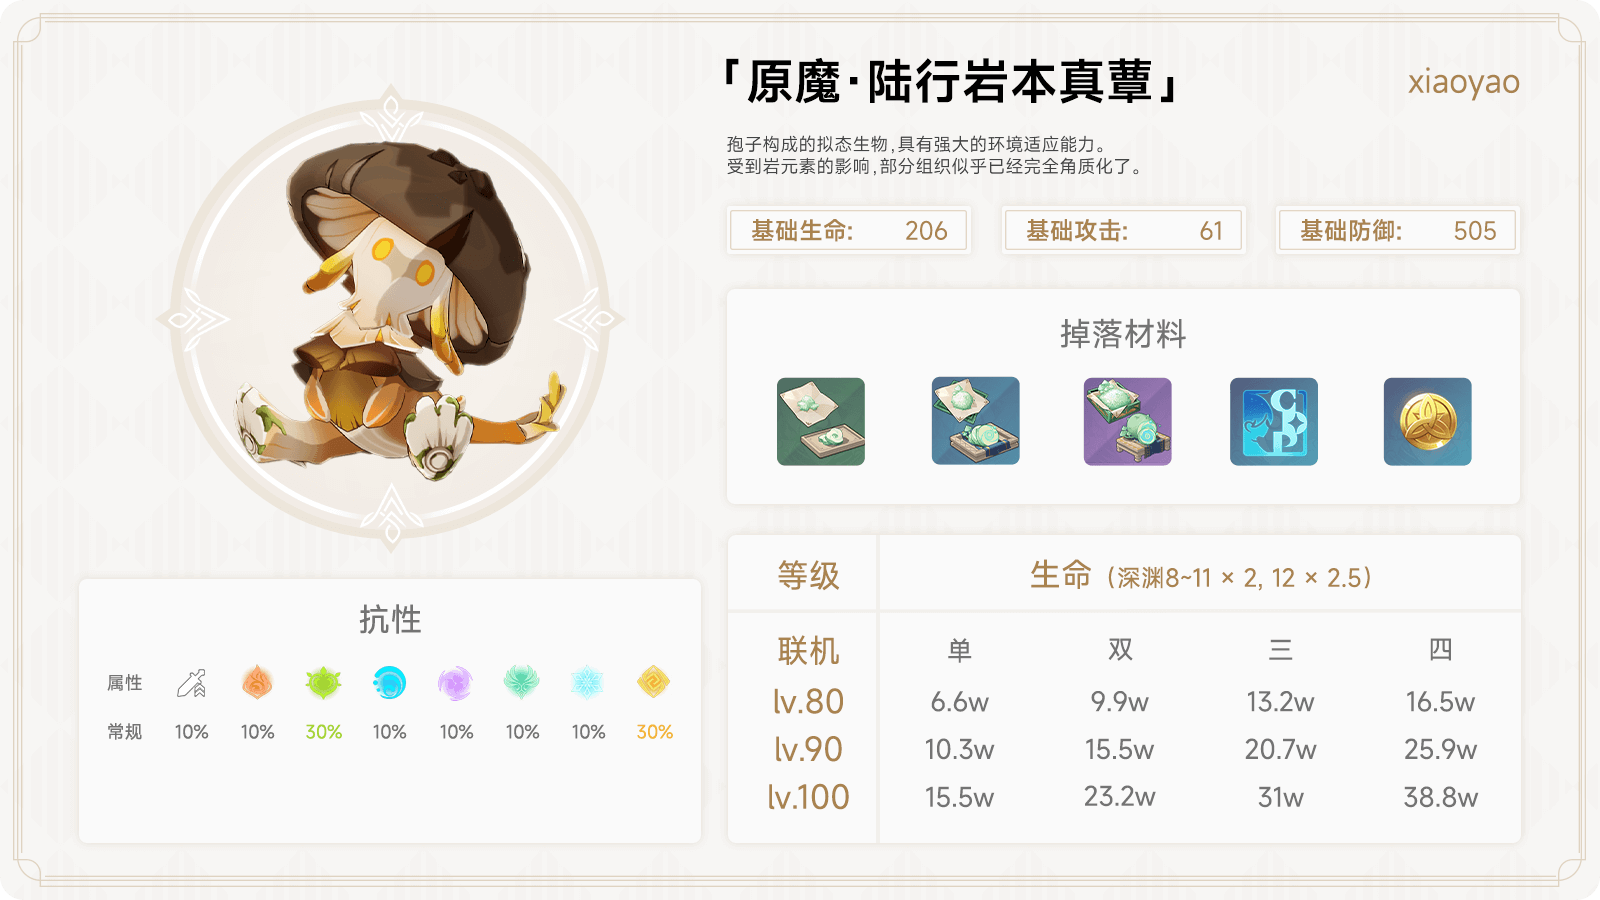 「原魔·陆行岩本真蕈」
xiaoyao
孢子构成的拟态生物,具有强大的环境适应能力。
受到岩元素的影响,部分组织似乎已经完全角质化了。
基础生命: 206
基础攻击: 61
基础防御: 505
掉落材料
抗性
属性
常规 10% 10% 30% 10% 10% 10% 10% 30%
等级 生命（深渊8~11 × 2, 12 × 2.5）
联机 单 双 三 四
lv.80 6.6w 9.9w 13.2w 16.5w
lv.90 10.3w 15.5w 20.7w 25.9w
lv.100 15.5w 23.2w 31w 38.8w